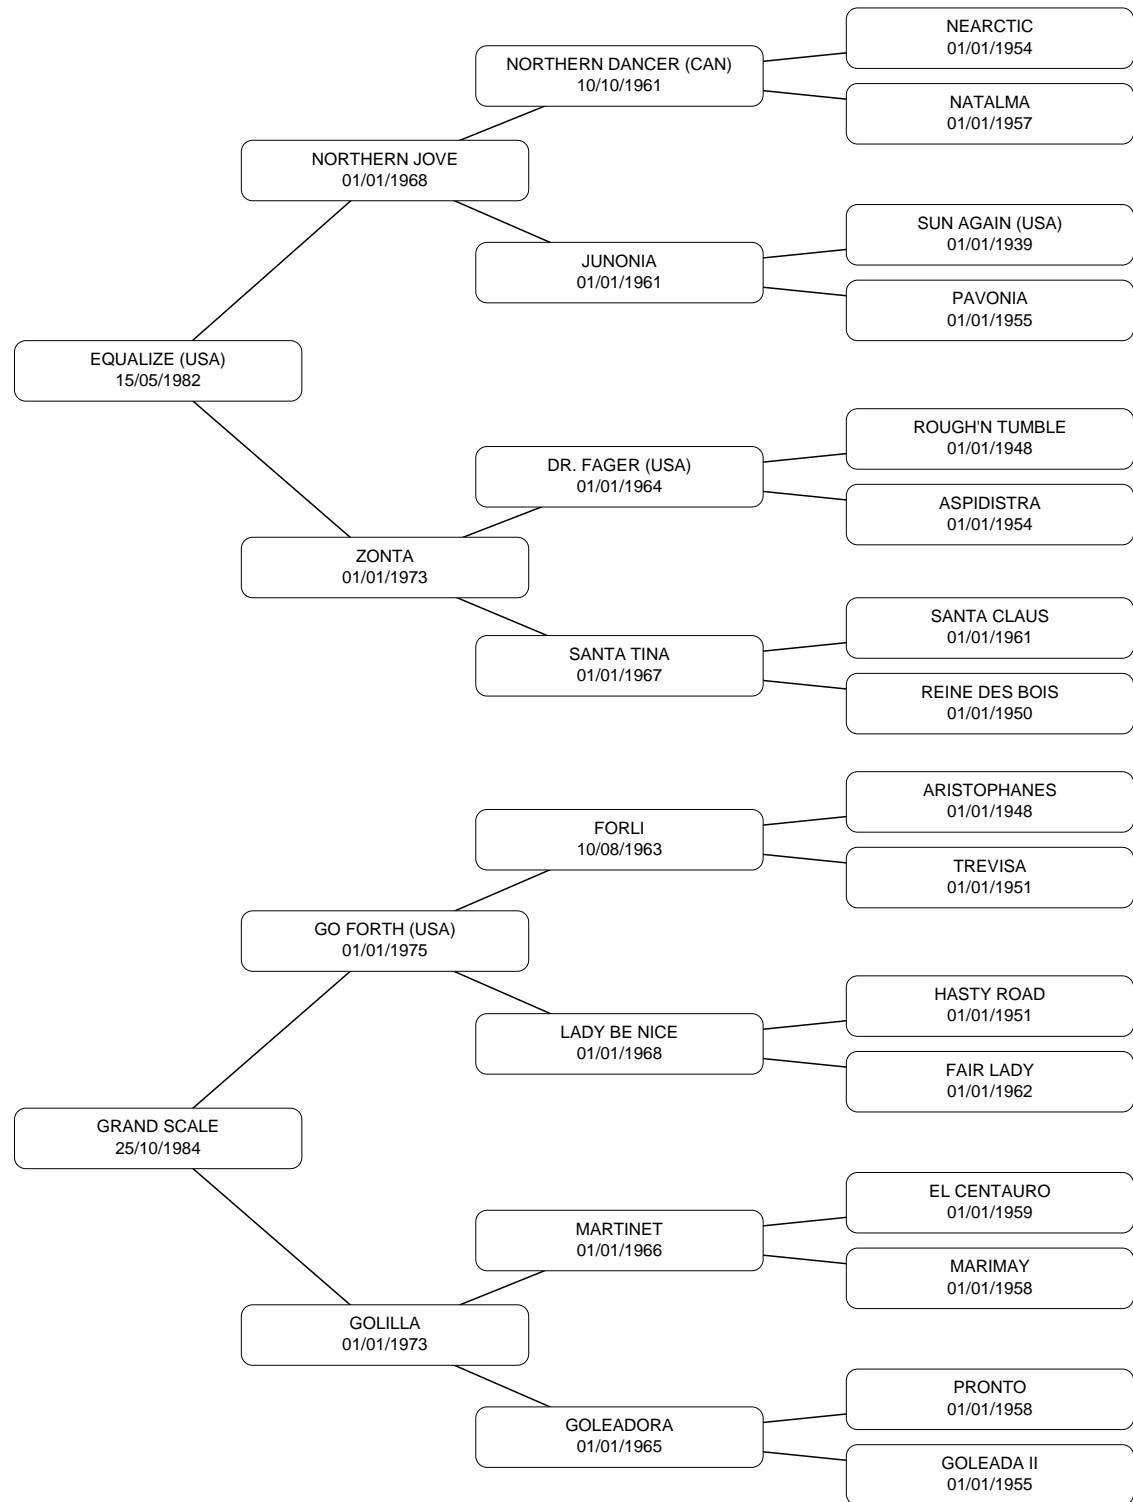 NEARCTIC
01/01/1954
NORTHERN DANCER (CAN)
10/10/1961
NATALMA
01/01/1957
NORTHERN JOVE
01/01/1968
SUN AGAIN (USA)
01/01/1939
JUNONIA
01/01/1961
PAVONIA
01/01/1955
EQUALIZE (USA)
15/05/1982
ROUGH'N TUMBLE
01/01/1948
DR. FAGER (USA)
01/01/1964
ASPIDISTRA
01/01/1954
ZONTA
01/01/1973
SANTA CLAUS
01/01/1961
SANTA TINA
01/01/1967
REINE DES BOIS
01/01/1950
ARISTOPHANES
01/01/1948
FORLI
10/08/1963
TREVISA
01/01/1951
GO FORTH (USA)
01/01/1975
HASTY ROAD
01/01/1951
LADY BE NICE
01/01/1968
FAIR LADY
01/01/1962
GRAND SCALE
25/10/1984
EL CENTAURO
01/01/1959
MARTINET
01/01/1966
MARIMAY
01/01/1958
GOLILLA
01/01/1973
PRONTO
01/01/1958
GOLEADORA
01/01/1965
GOLEADA II
01/01/1955